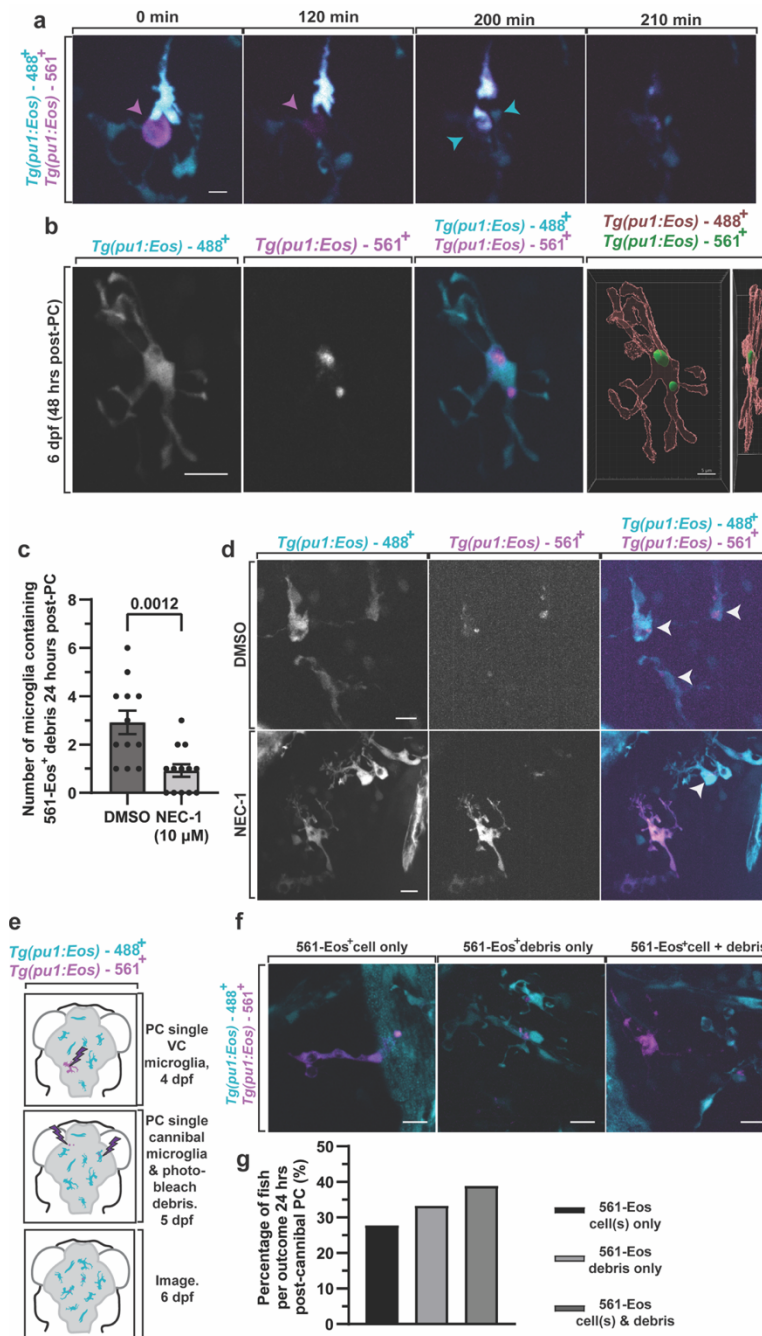 a
0 min
120 min
200 min
210 min
Tg(pu1:Eos) - 488+
Tg(pu1:Eos) - 561+
b
Tg(pu1:Eos) - 488+
Tg(pu1:Eos) - 561+
Tg(pu1:Eos) - 488+
Tg(pu1:Eos) - 561+
Tg(pu1:Eos) - 488+
Tg(pu1:Eos) - 561+
6 dpf (48 hrs post-PC)
5 µm
c
Number of microglia containing
561-Eos+ debris 24 hours post-PC
8
6
4
2
0
0.0012
DMSO
NEC-1
(10 µM)
d
Tg(pu1:Eos) - 488+
Tg(pu1:Eos) - 561+
Tg(pu1:Eos) - 488+
Tg(pu1:Eos) - 561+
DMSO
NEC-1
e
Tg(pu1:Eos) - 488+
Tg(pu1:Eos) - 561+
PC single
VC
microglia,
4 dpf
PC single
cannibal
microglia
& photo-
bleach
debris.
5 dpf
Image.
6 dpf
f
561-Eos+cell only
561-Eos+debris only
561-Eos+cell + debris
Tg(pu1:Eos) - 488+
Tg(pu1:Eos) - 561+
g
Percentage of fish
per outcome 24 hrs
post-cannibal PC (%)
50
40
30
20
10
0
561-Eos
cell(s) only
561-Eos
debris only
561-Eos
cell(s) & debris